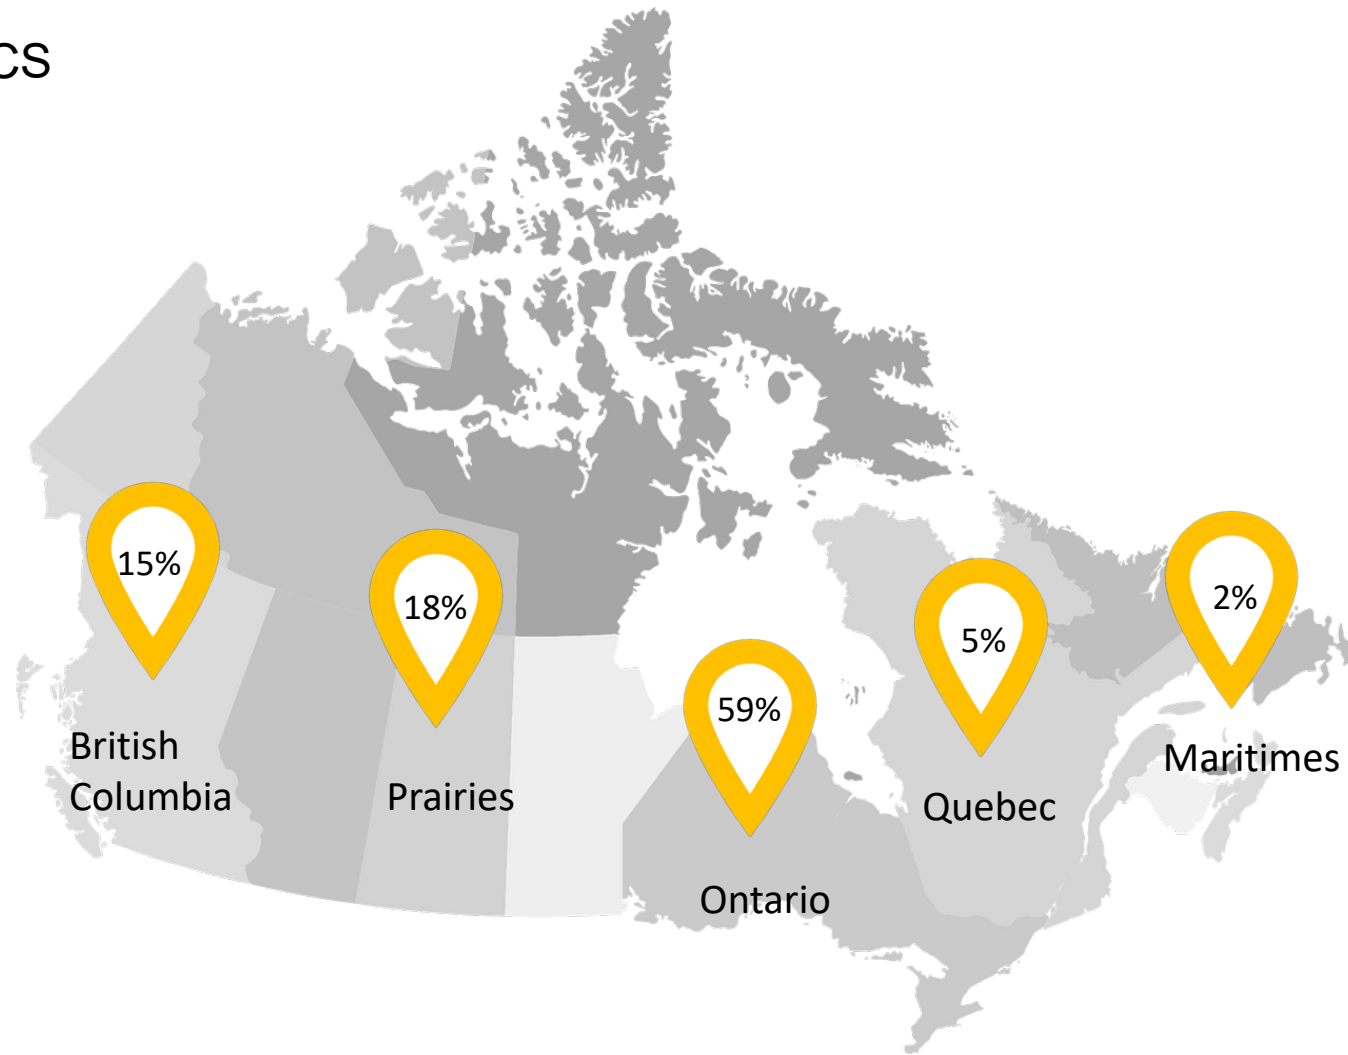 CS
15%
18%
59%
5%
2%
British
Columbia
Prairies
Ontario
Quebec
Maritimes